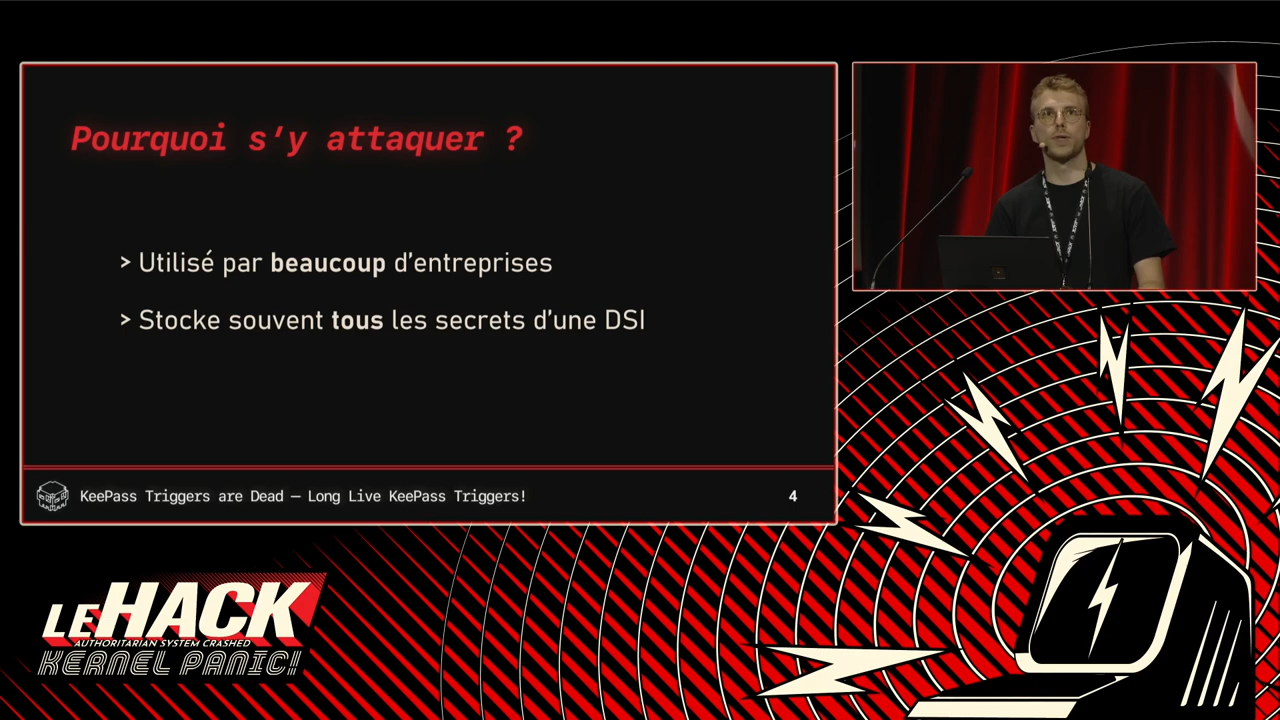 Pourquoi s'y attaquer ?
> Utilisé par beaucoup d'entreprises
> Stocke souvent tous les secrets d'une DSI
KeePass Triggers are Dead — Long Live KeePass Triggers!
4
LEHACK
AUTHORITARIAN SYSTEM CRASHED
KERNEL PANIC!